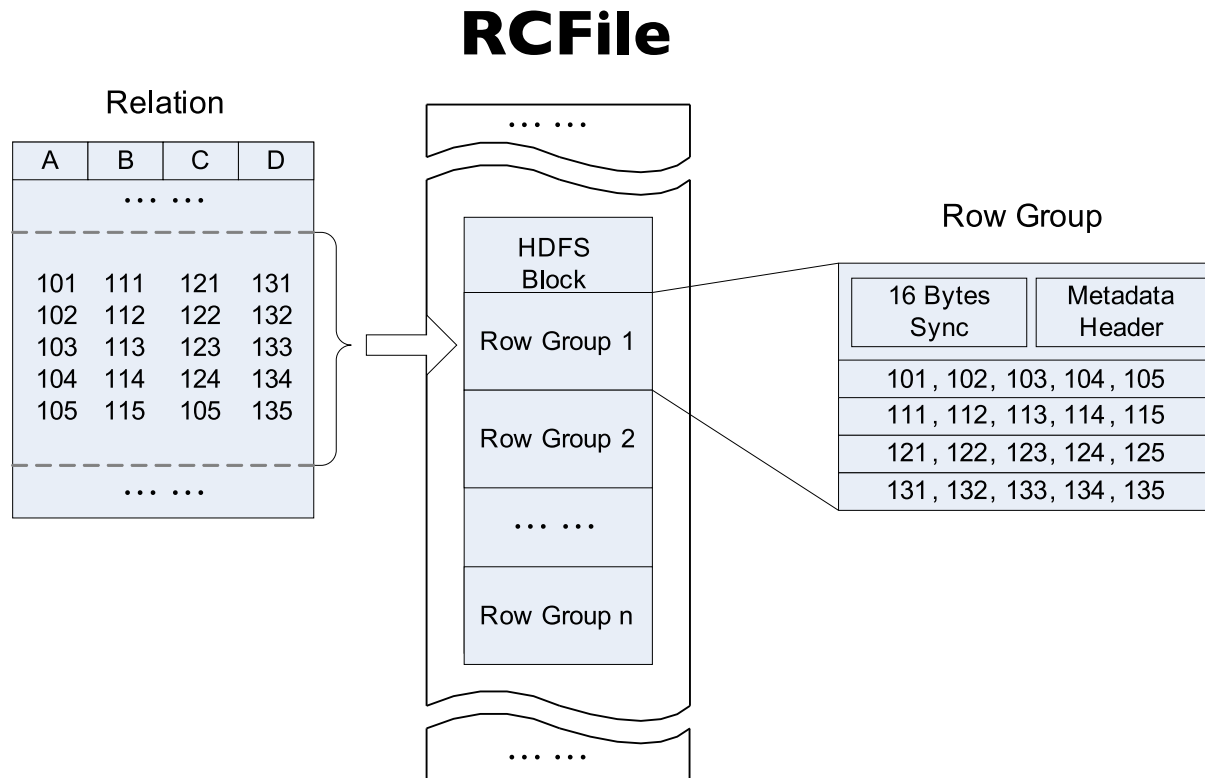 RCFile
Relation
A B C D
... ...
101 111 121 131
102 112 122 132
103 113 123 133
104 114 124 134
105 115 105 135
... ...
... ...
HDFS
Block
Row Group 1
Row Group 2
... ...
Row Group n
... ...
Row Group
16 Bytes
Sync
Metadata
Header
101, 102, 103, 104, 105
111, 112, 113, 114, 115
121, 122, 123, 124, 125
131, 132, 133, 134, 135